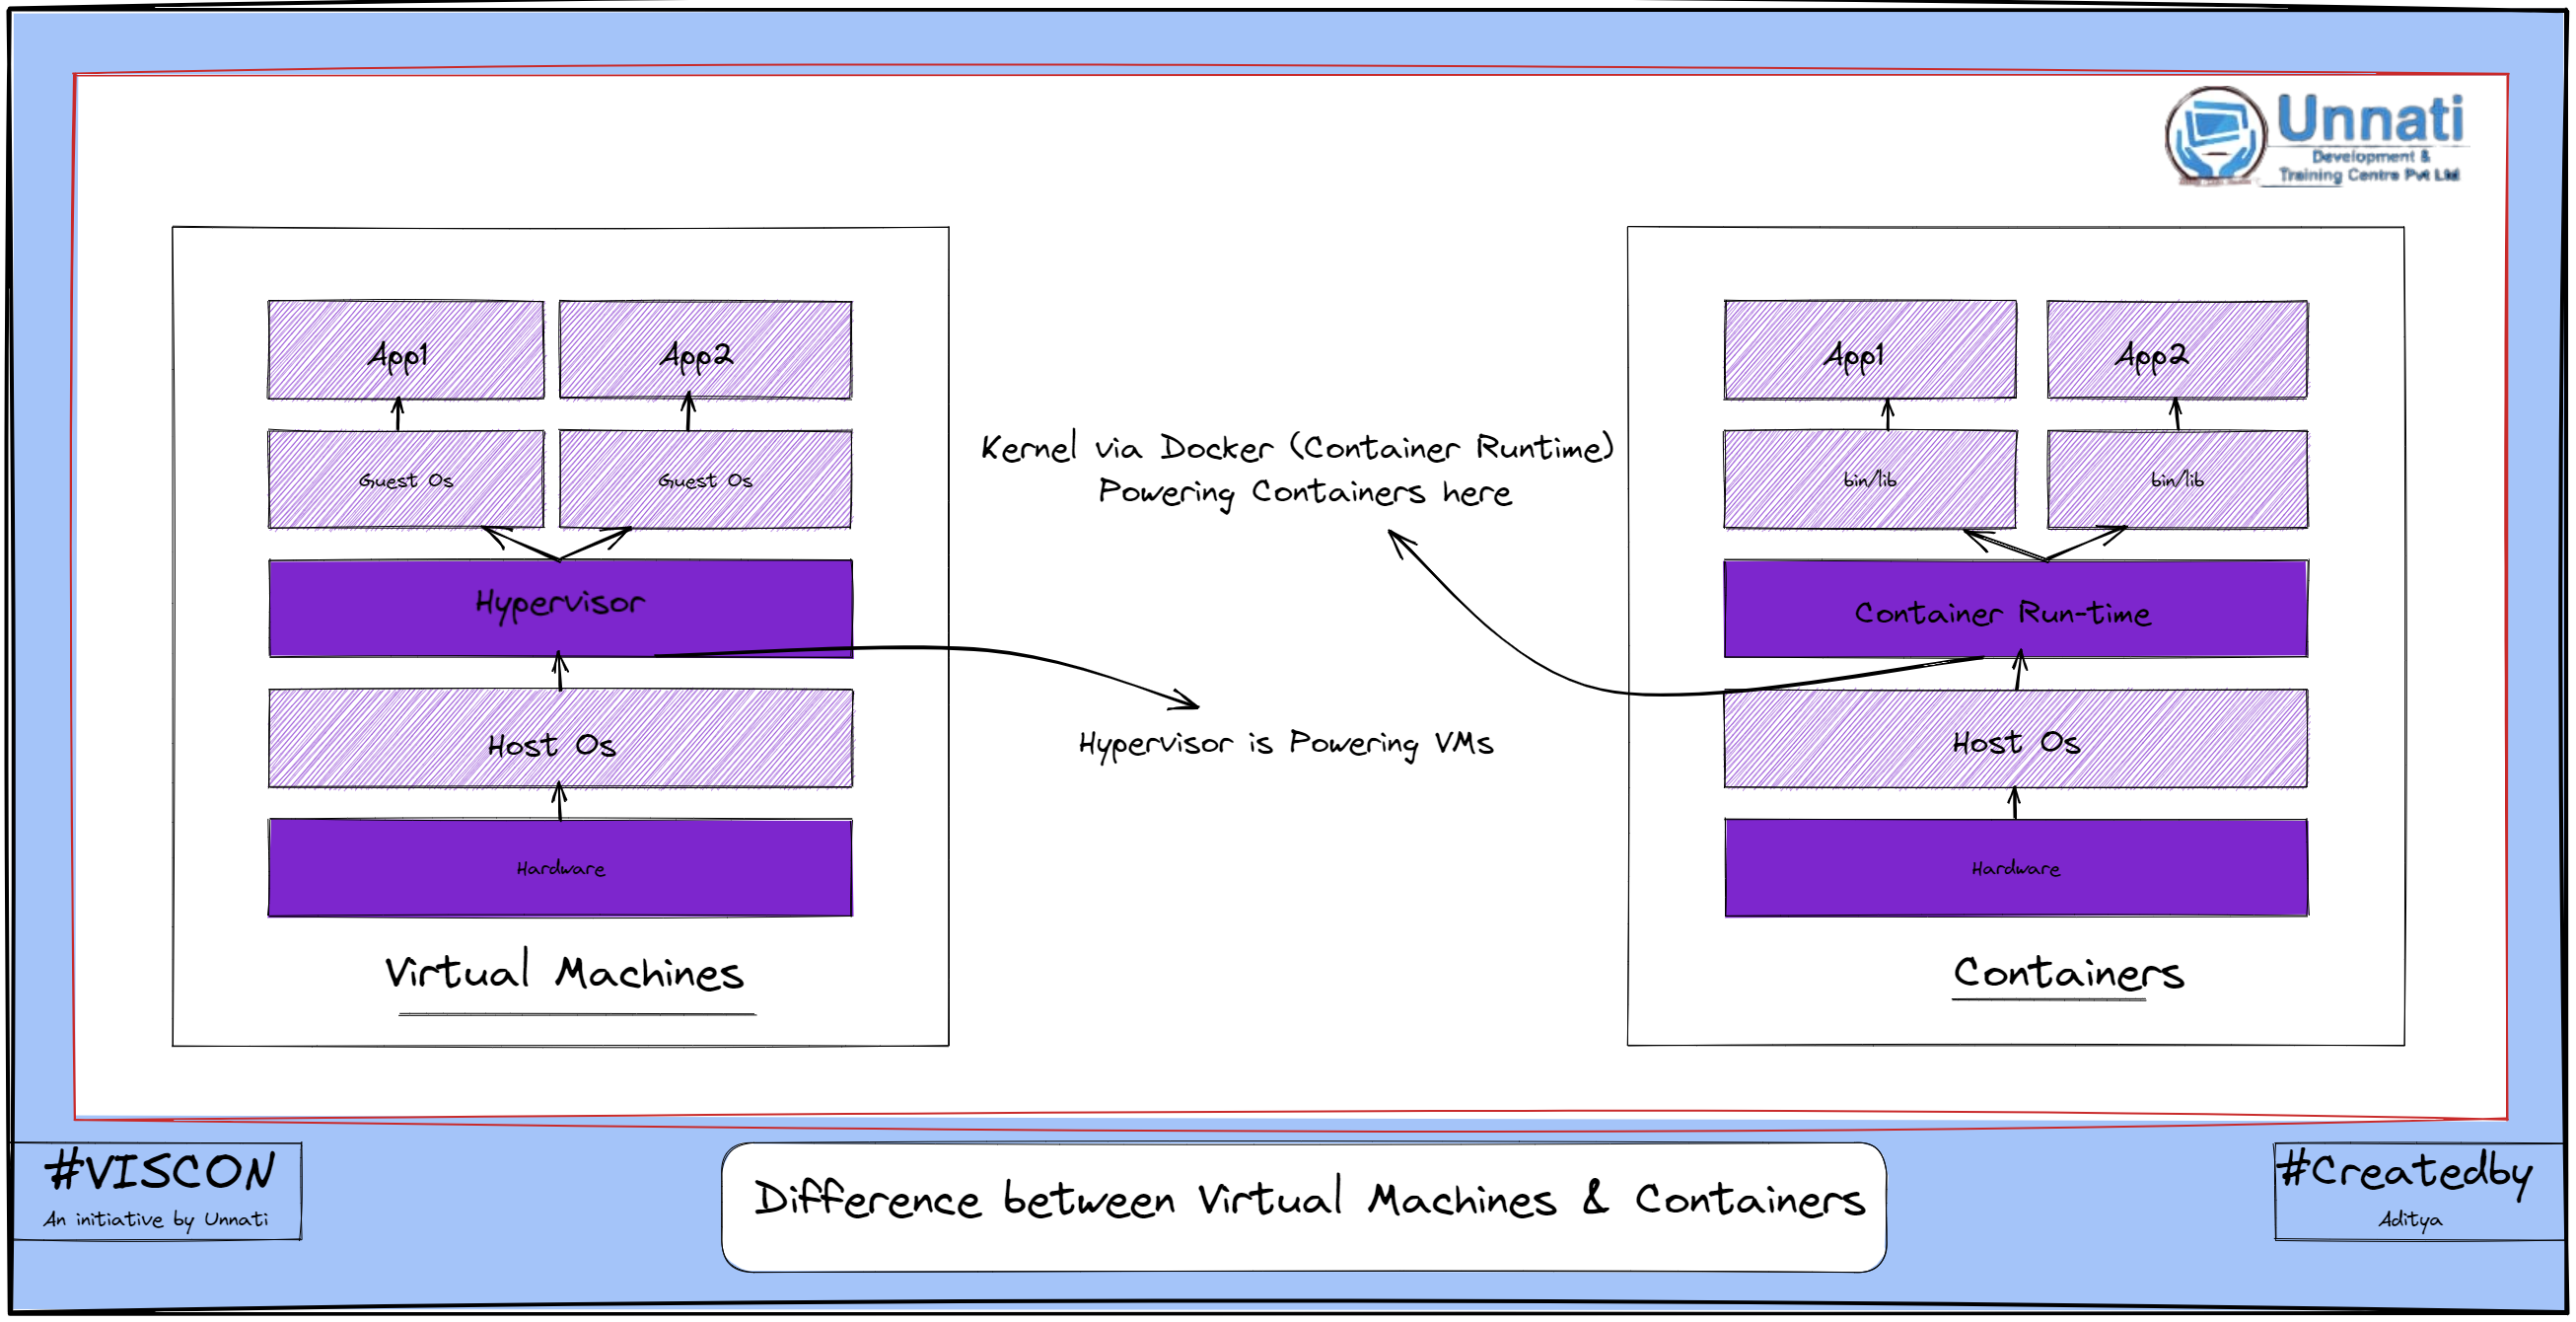 Unnati
Development &
Training Centre Pvt Ltd
App1
App2
Guest Os
Guest Os
Hypervisor
Host Os
Hardware
Virtual Machines
Kernel via Docker (Container Runtime)
Powering Containers here
Hypervisor is Powering VMs
App1
App2
bin/lib
bin/lib
Container Run-time
Host Os
Hardware
Containers
#VISCON
An initiative by Unnati
Difference between Virtual Machines & Containers
#Createdby
Aditya